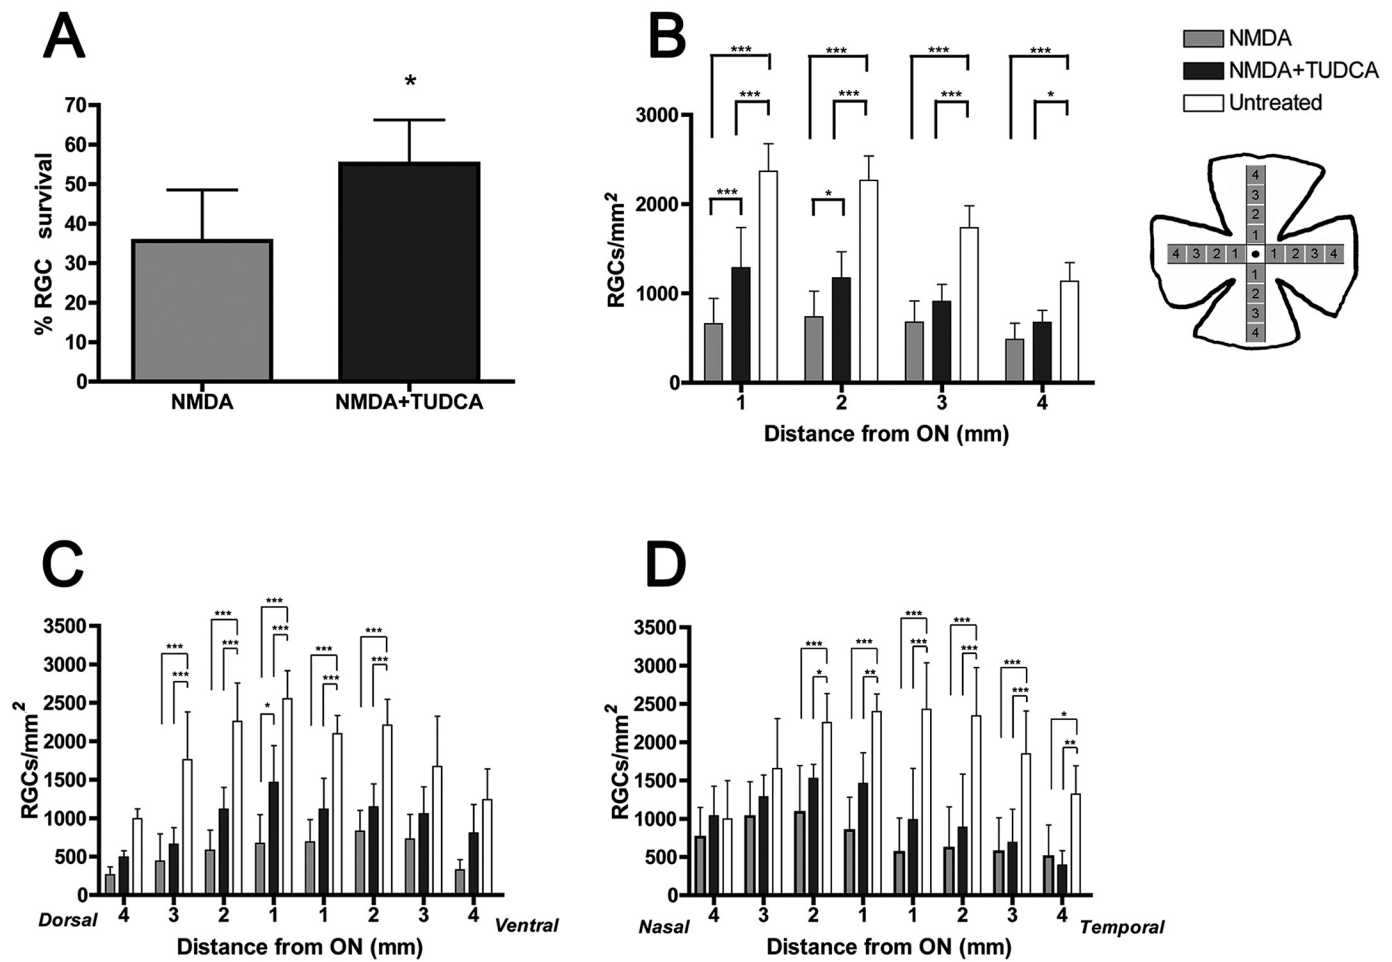 A
*
% RGC survival
70
60
50
40
30
20
10
0
NMDA NMDA+TUDCA
B
*** *** *** ***
*** *** *** *
*** *
RGCs/mm2
3000
2000
1000
0
1 2 3 4
Distance from ON (mm)
NMDA
NMDA+TUDCA
Untreated
4
3
2
1
4 3 2 1 1 2 3 4
1
2
3
4
C
*** *** *** *** ***
*** *** *** *** ***
*
RGCs/mm2
3500
3000
2500
2000
1500
1000
500
0
Dorsal 4 3 2 1 1 2 3 4 Ventral
Distance from ON (mm)
D
*** *** *** *** *** *
* ** *** *** *** **
RGCs/mm2
3500
3000
2500
2000
1500
1000
500
0
Nasal 4 3 2 1 1 2 3 4 Temporal
Distance from ON (mm)